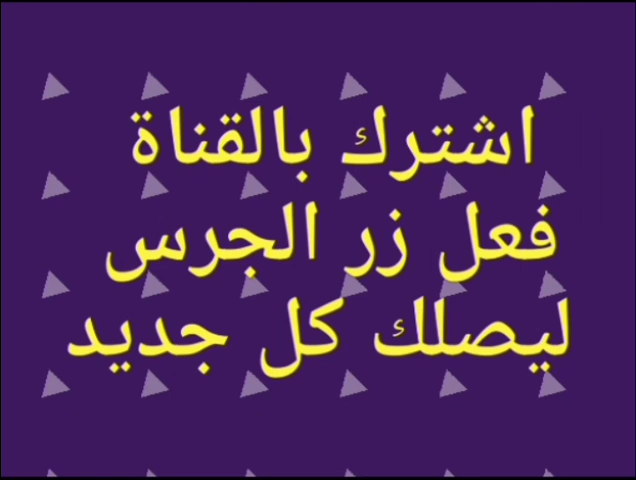 اشترك بالقناة
فعل زر الجرس
ليصلك كل جديد